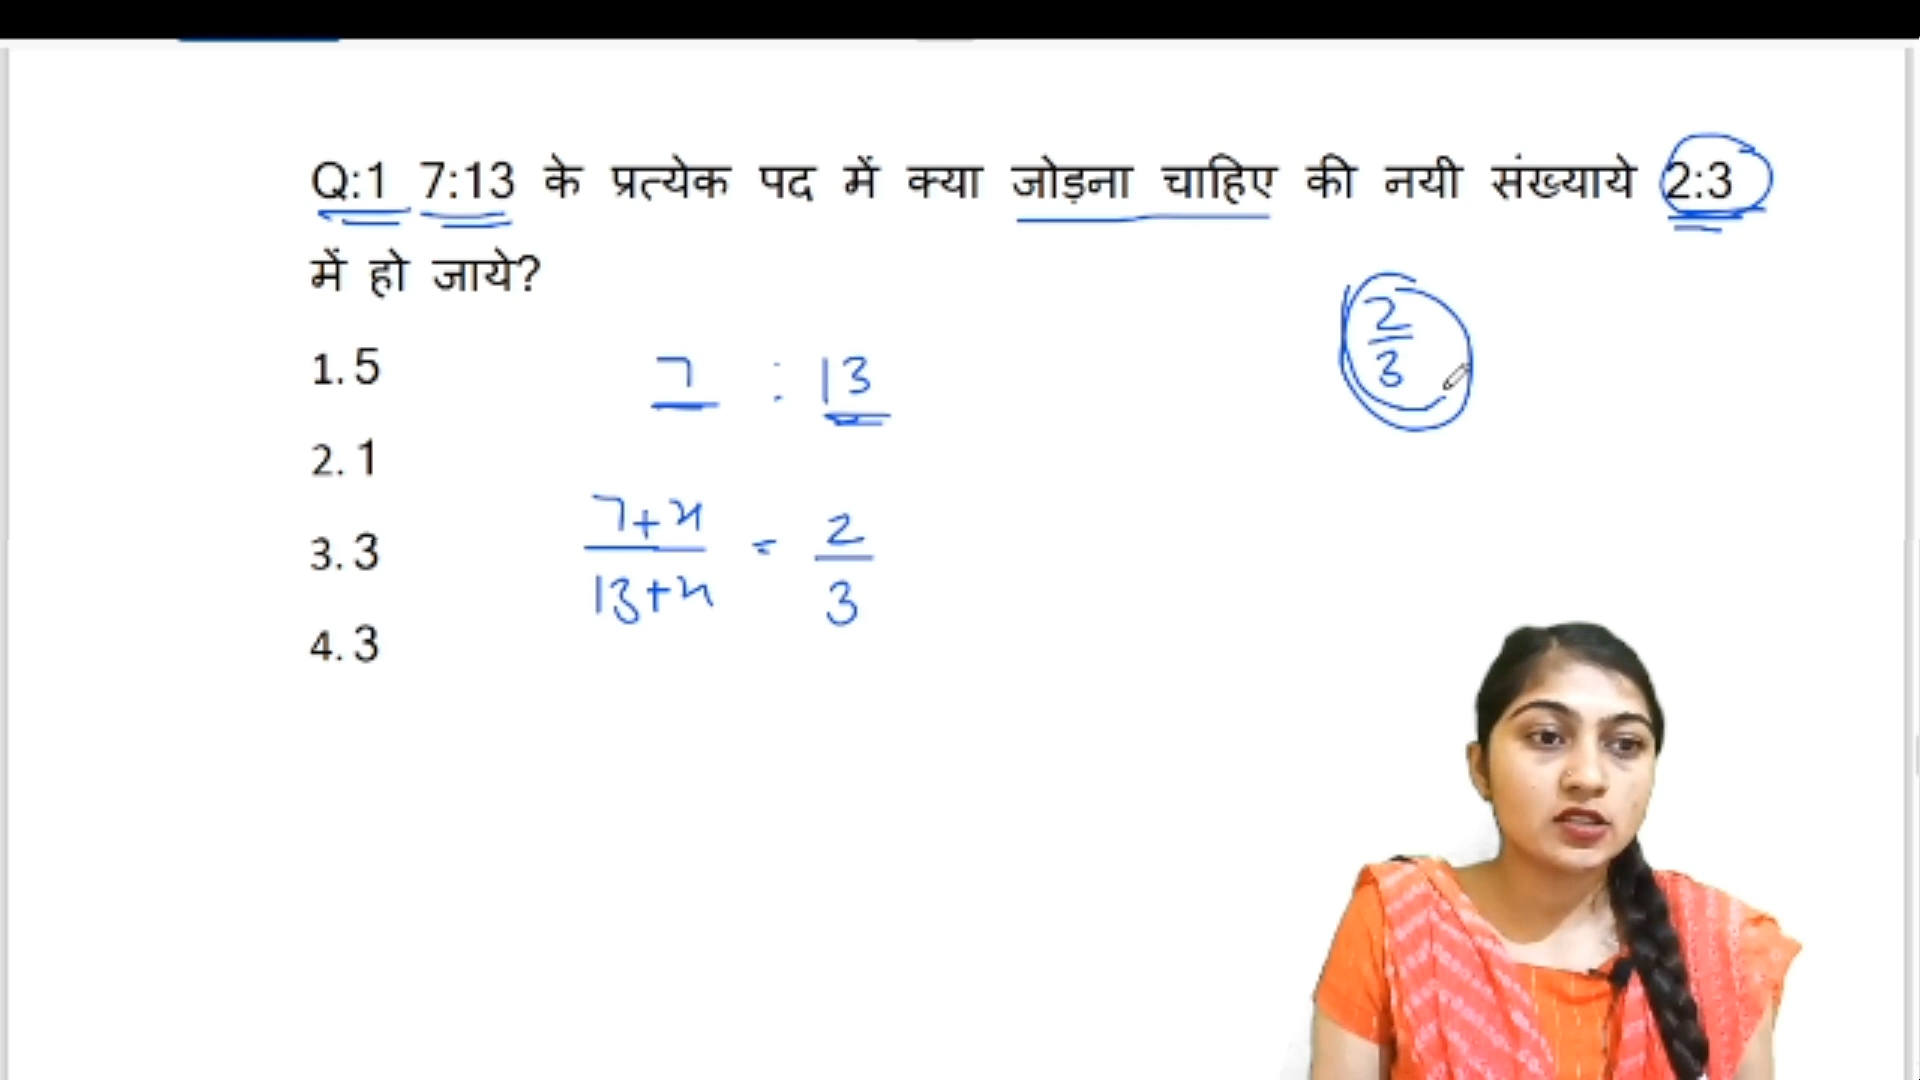 Q:1 7:13 के प्रत्येक पद में क्या जोड़ना चाहिए की नयी संख्याये 2:3
में हो जाये?
2
3
1. 5
7 : 13
2. 1
7+x
13+x
=
2
3
3. 3
4. 3